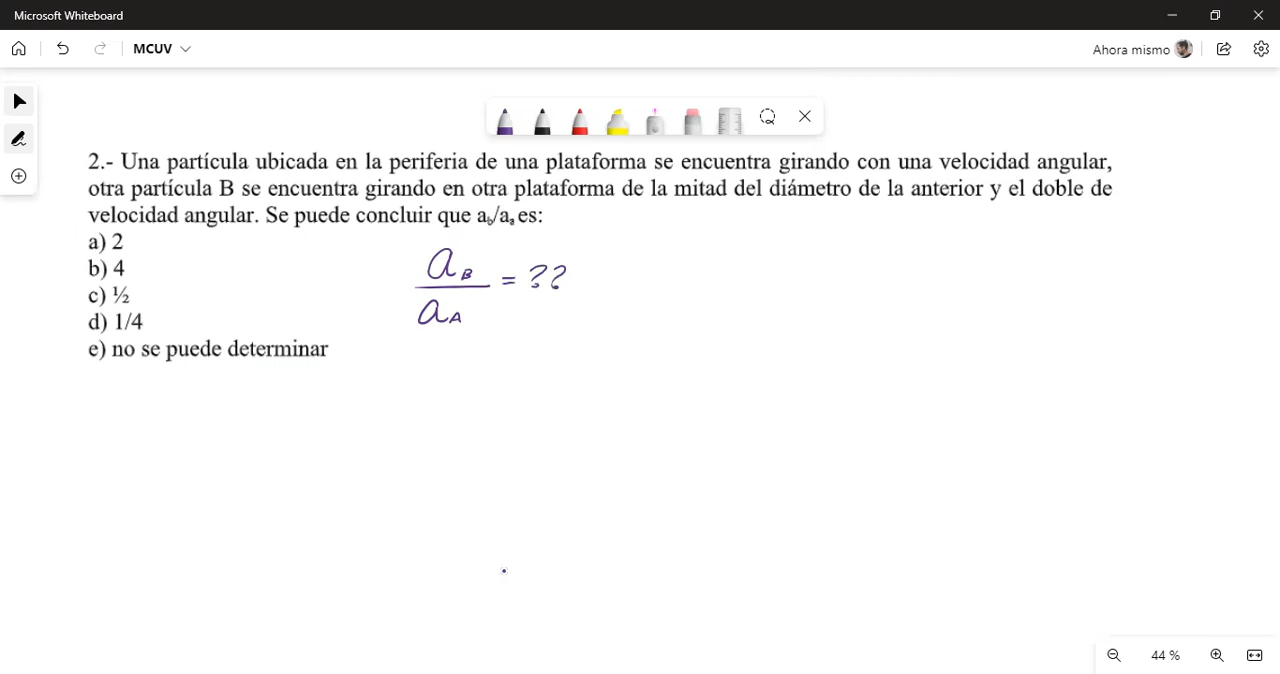 Microsoft Whiteboard
MCUV
Ahora mismo
2.- Una partícula ubicada en la periferia de una plataforma se encuentra girando con una velocidad angular,
otra partícula B se encuentra girando en otra plataforma de la mitad del diámetro de la anterior y el doble de
velocidad angular. Se puede concluir que a_b/a_a es:
a) 2
b) 4
c) ½
d) 1/4
e) no se puede determinar
a_B
/ a_A = ??
44 %